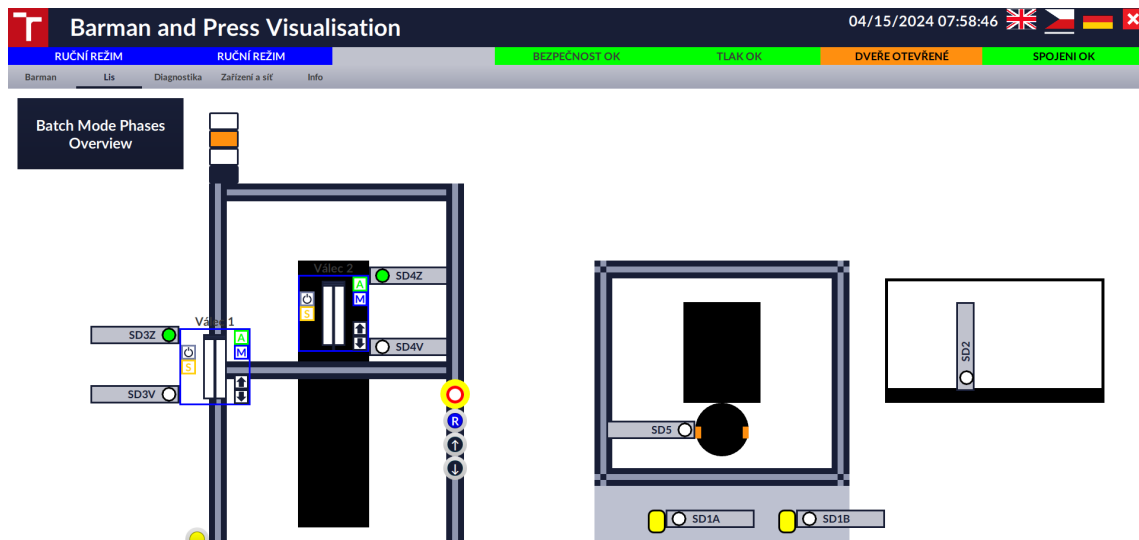 Barman and Press Visualisation
04/15/2024 07:58:46
RUČNÍ REŽIM RUČNÍ REŽIM BEZPEČNOST OK TLAK OK DVEŘE OTEVŘENÉ SPOJENI OK
Barman Lis Diagnostika Zařízení a síť Info
Batch Mode Phases
Overview
Válec 2
SD4Z
A
M
S
SD4V
Válec 1
SD3Z
A
M
S
SD3V
R
SD2
SD5
SD1A
SD1B